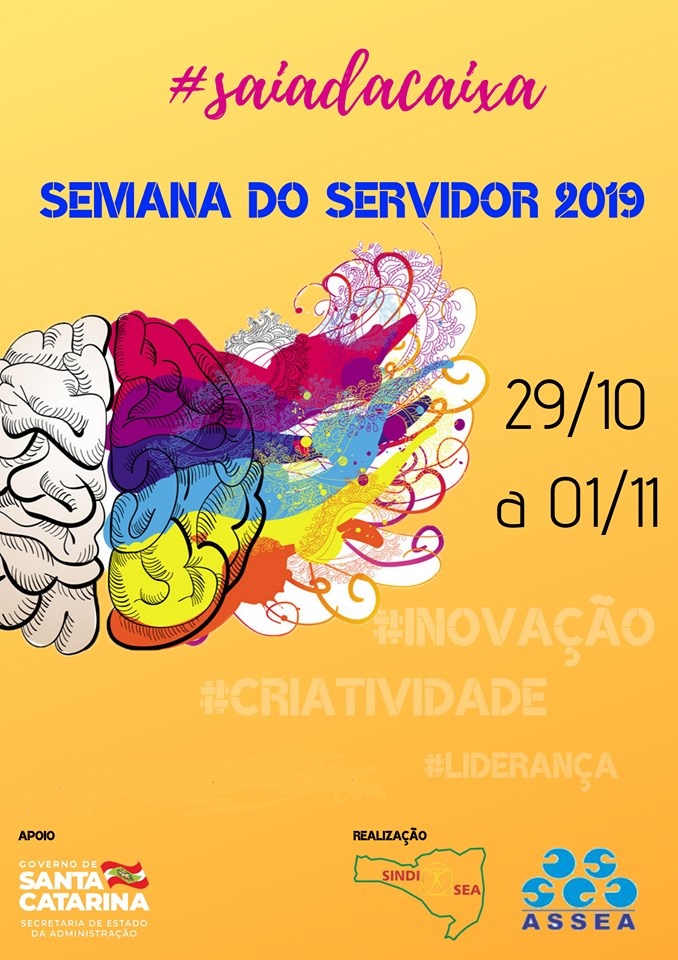 #saiadacaixa
SEMANA DO SERVIDOR 2019
29/10
a 01/11
#INOVAÇÃO
#CRIATIVIDADE
#LIDERANÇA
APOIO
GOVERNO DE
SANTA
CATARINA
SECRETARIA DE ESTADO
DA ADMINISTRAÇÃO
REALIZAÇÃO
SINDI
SEA
ASSEA